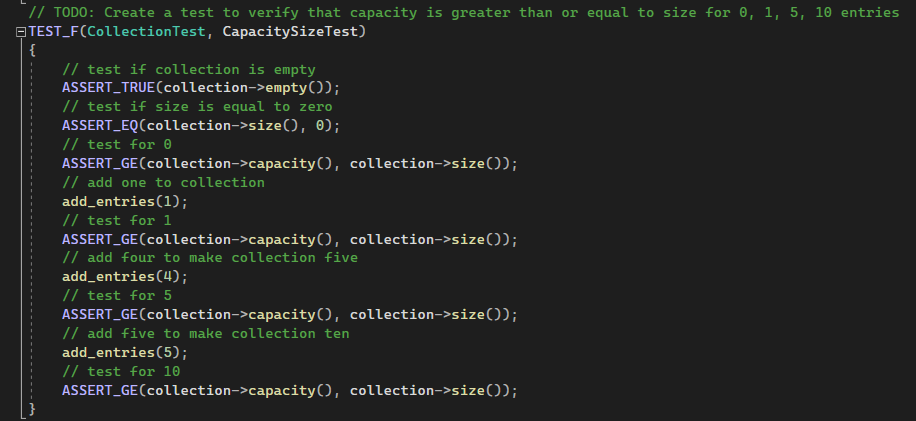 // TODO: Create a test to verify that capacity is greater than or equal to size for 0, 1, 5, 10 entries
TEST_F(CollectionTest, CapacitySizeTest)
{
// test if collection is empty
ASSERT_TRUE(collection->empty());
// test if size is equal to zero
ASSERT_EQ(collection->size(), 0);
// test for 0
ASSERT_GE(collection->capacity(), collection->size());
// add one to collection
add_entries(1);
// test for 1
ASSERT_GE(collection->capacity(), collection->size());
// add four to make collection five
add_entries(4);
// test for 5
ASSERT_GE(collection->capacity(), collection->size());
// add five to make collection ten
add_entries(5);
// test for 10
ASSERT_GE(collection->capacity(), collection->size());
}